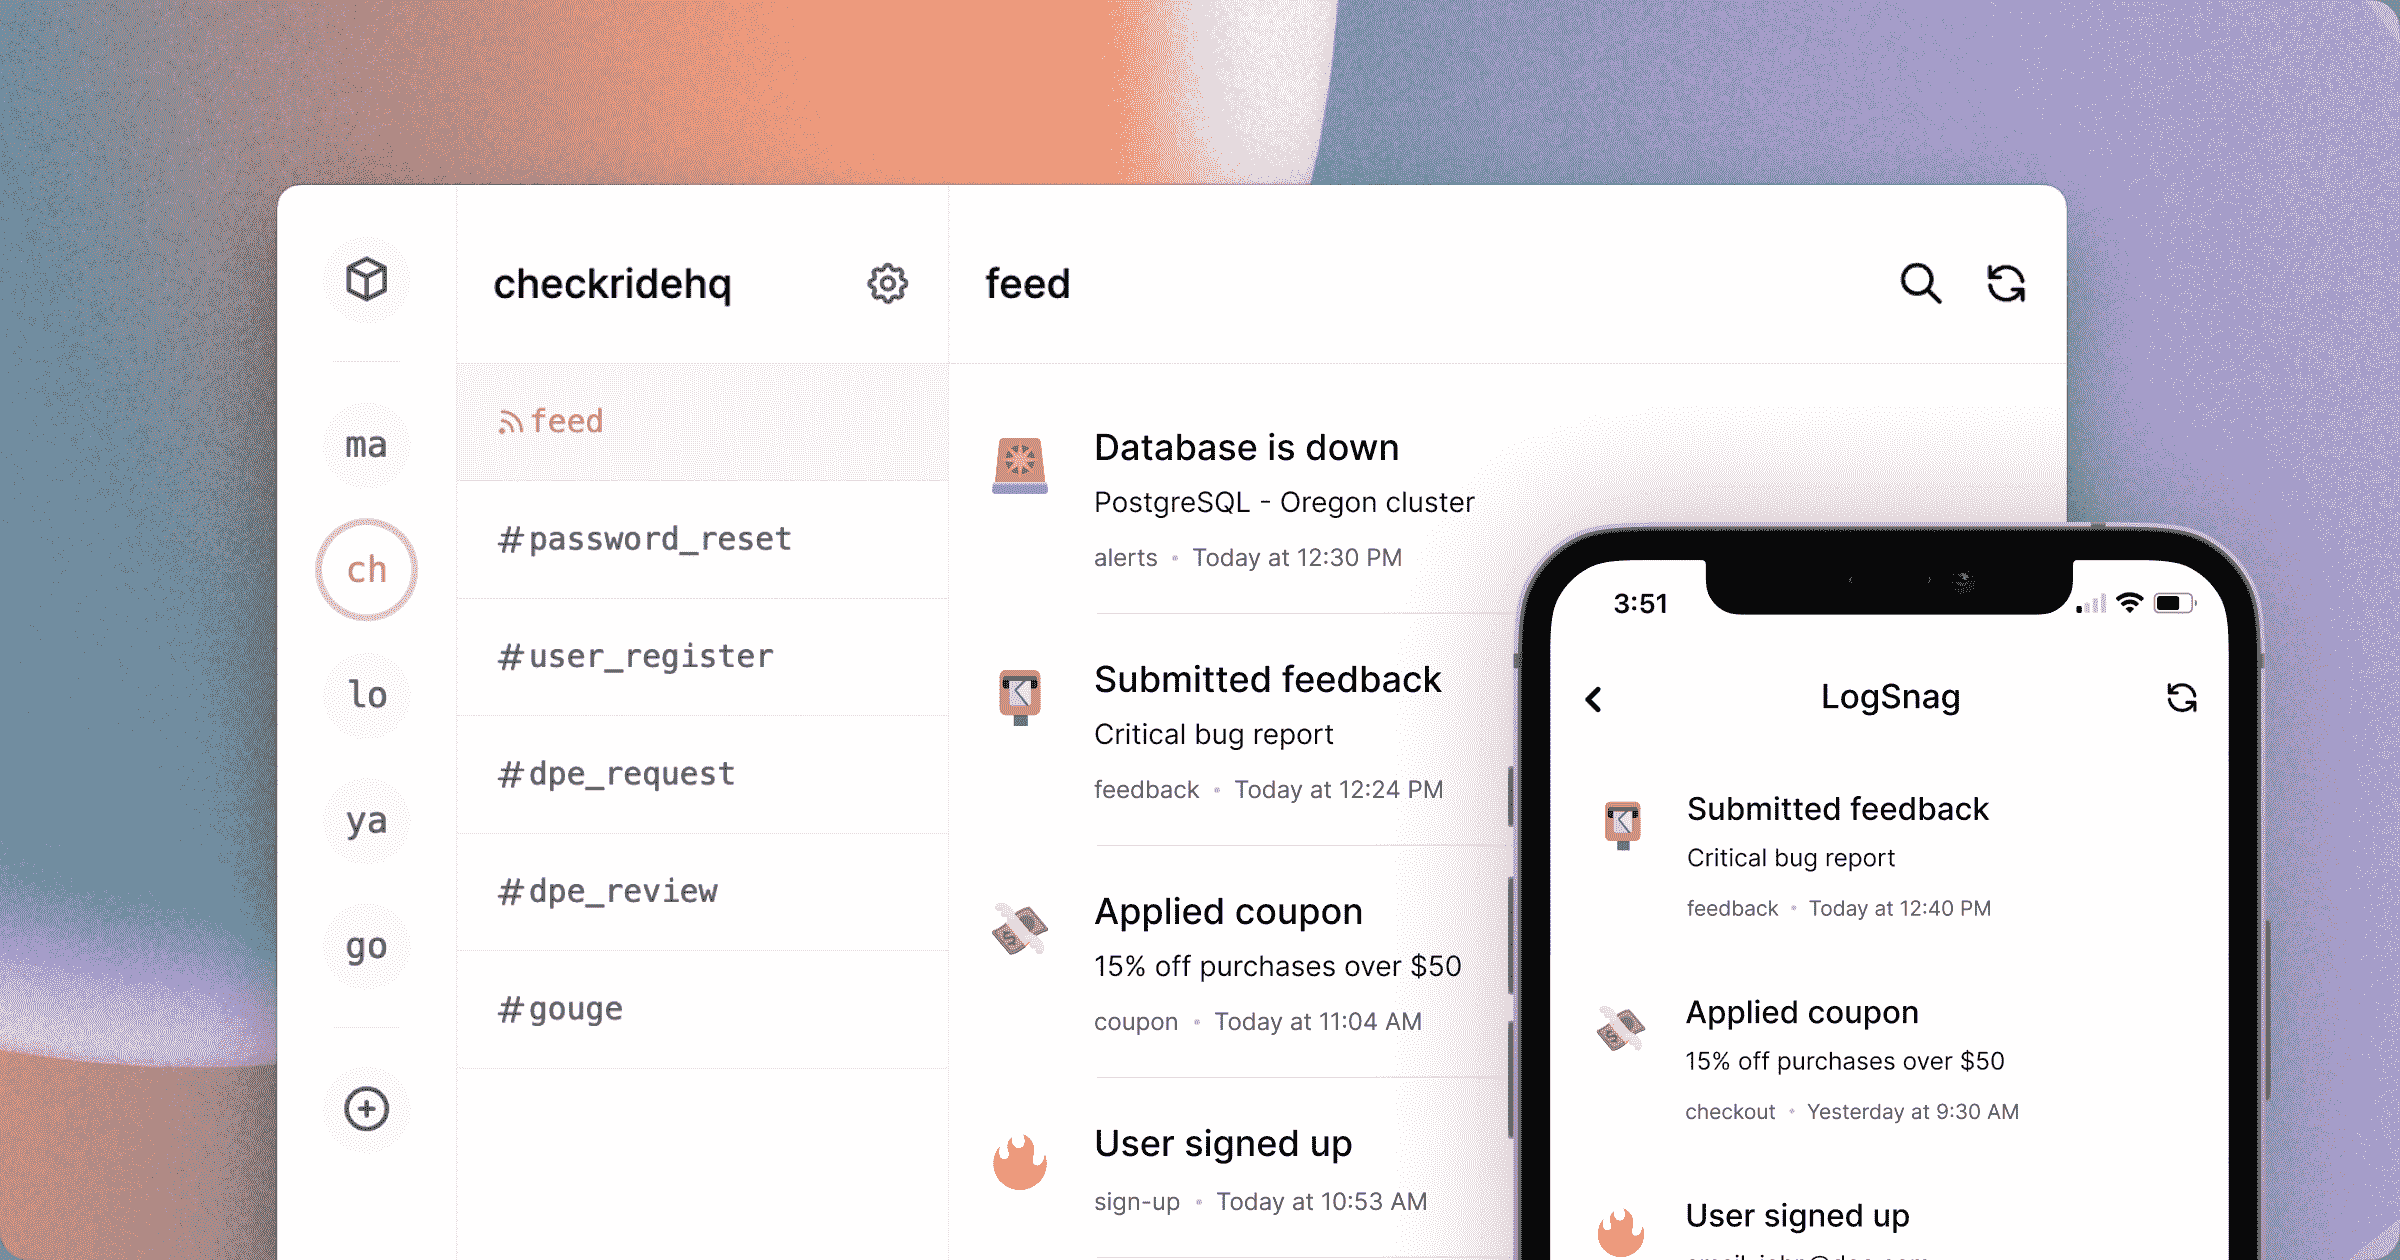 checkridehq
feed
ma
ch
lo
ya
go
feed
#password_reset
#user_register
#dpe_request
#dpe_review
#gouge
Database is down
PostgreSQL - Oregon cluster
alerts • Today at 12:30 PM
Submitted feedback
Critical bug report
feedback • Today at 12:24 PM
Applied coupon
15% off purchases over $50
coupon • Today at 11:04 AM
User signed up
sign-up • Today at 10:53 AM
3:51
LogSnag
Submitted feedback
Critical bug report
feedback • Today at 12:40 PM
Applied coupon
15% off purchases over $50
checkout • Yesterday at 9:30 AM
User signed up